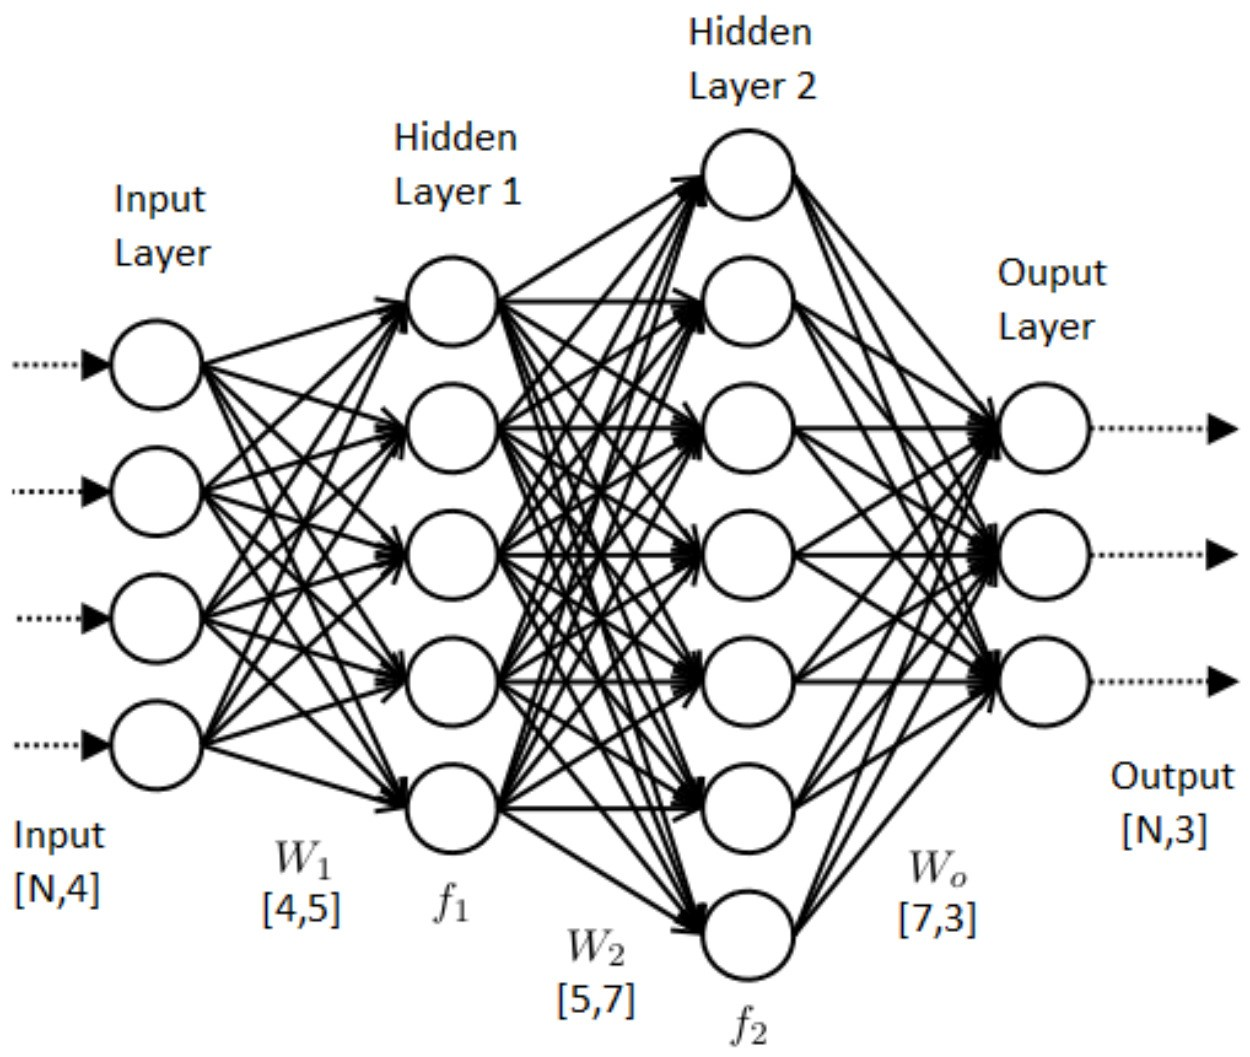 Hidden
Layer 2
Hidden
Layer 1
Input
Layer
Ouput
Layer
Input
[N,4]
W₁
[4,5]
f₁
W₂
[5,7]
f₂
Wₒ
[7,3]
Output
[N,3]